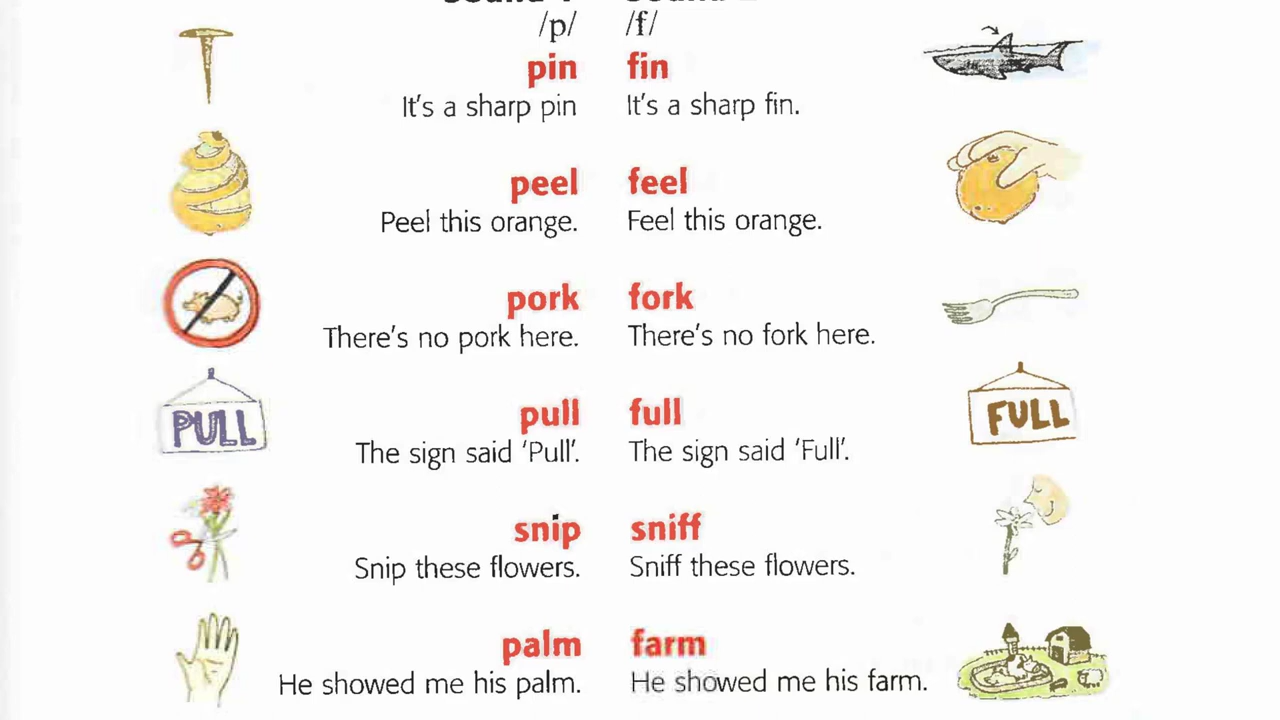 /p/ /f/
pin fin
It's a sharp pin It's a sharp fin.
peel feel
Peel this orange. Feel this orange.
pork fork
There's no pork here. There's no fork here.
PULL
pull full
FULL
The sign said 'Pull'. The sign said 'Full'.
snip sniff
Snip these flowers. Sniff these flowers.
palm farm
He showed me his palm. He showed me his farm.